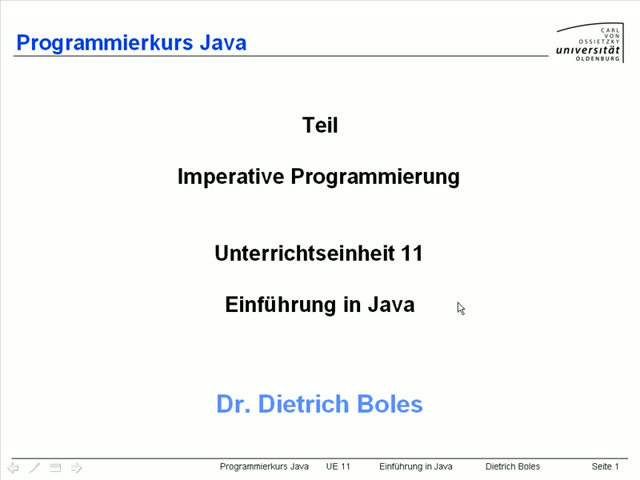 Programmierkurs Java
CARL
VON
OSSIETZKY
universität
OLDENBURG
Teil
Imperative Programmierung
Unterrichtseinheit 11
Einführung in Java
Dr. Dietrich Boles
Programmierkurs Java UE 11 Einführung in Java Dietrich Boles Seite 1